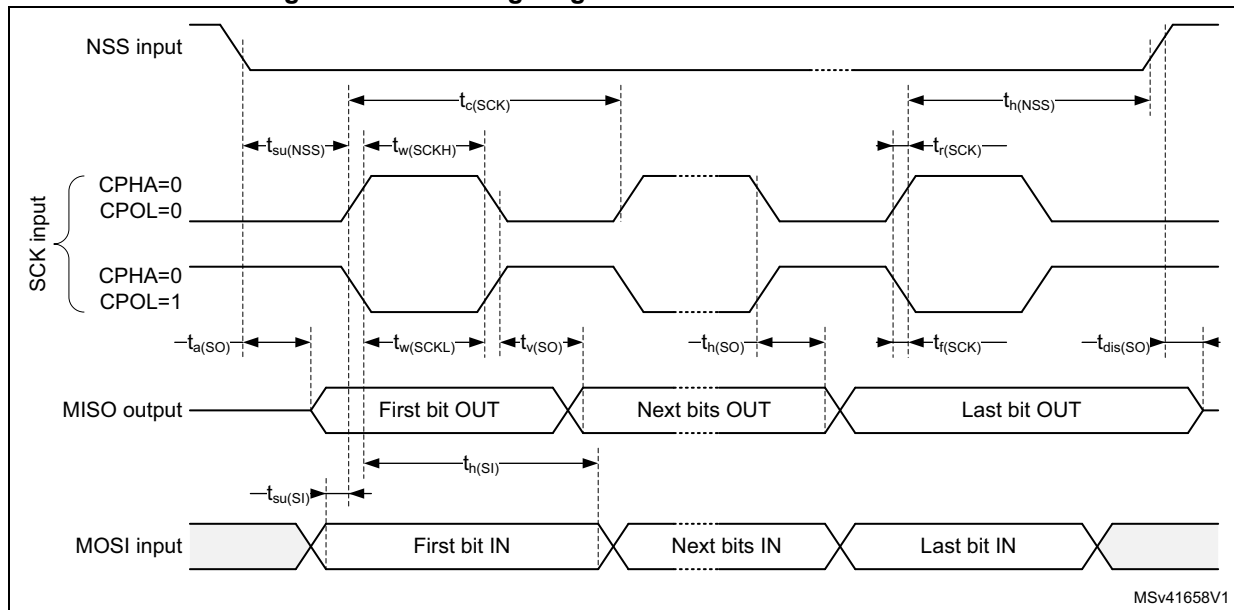 NSS input
tc(SCK)
th(NSS)
tsu(NSS)
tw(SCKH)
tr(SCK)
SCK input
CPHA=0
CPOL=0
CPHA=0
CPOL=1
ta(SO)
tw(SCKL)
tv(SO)
th(SO)
tf(SCK)
tdis(SO)
MISO output
First bit OUT
Next bits OUT
Last bit OUT
th(SI)
tsu(SI)
MOSI input
First bit IN
Next bits IN
Last bit IN
MSv41658V1